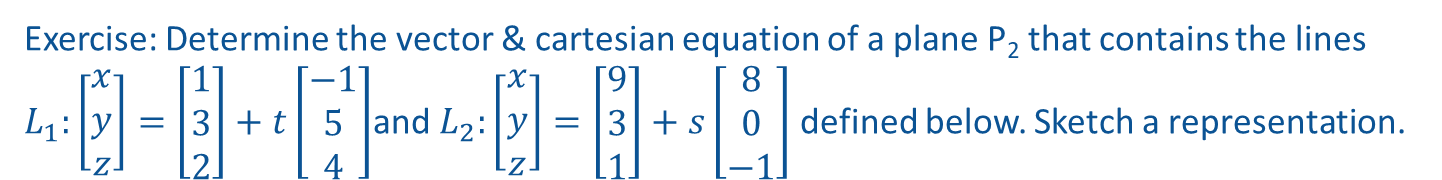 Exercise: Determine the vector & cartesian equation of a plane P₂ that contains the lines
L₁: [x y z] = [1 3 2] + t [−1 5 4] and L₂: [x y z] = [9 3 1] + s [8 0 −1] defined below. Sketch a representation.